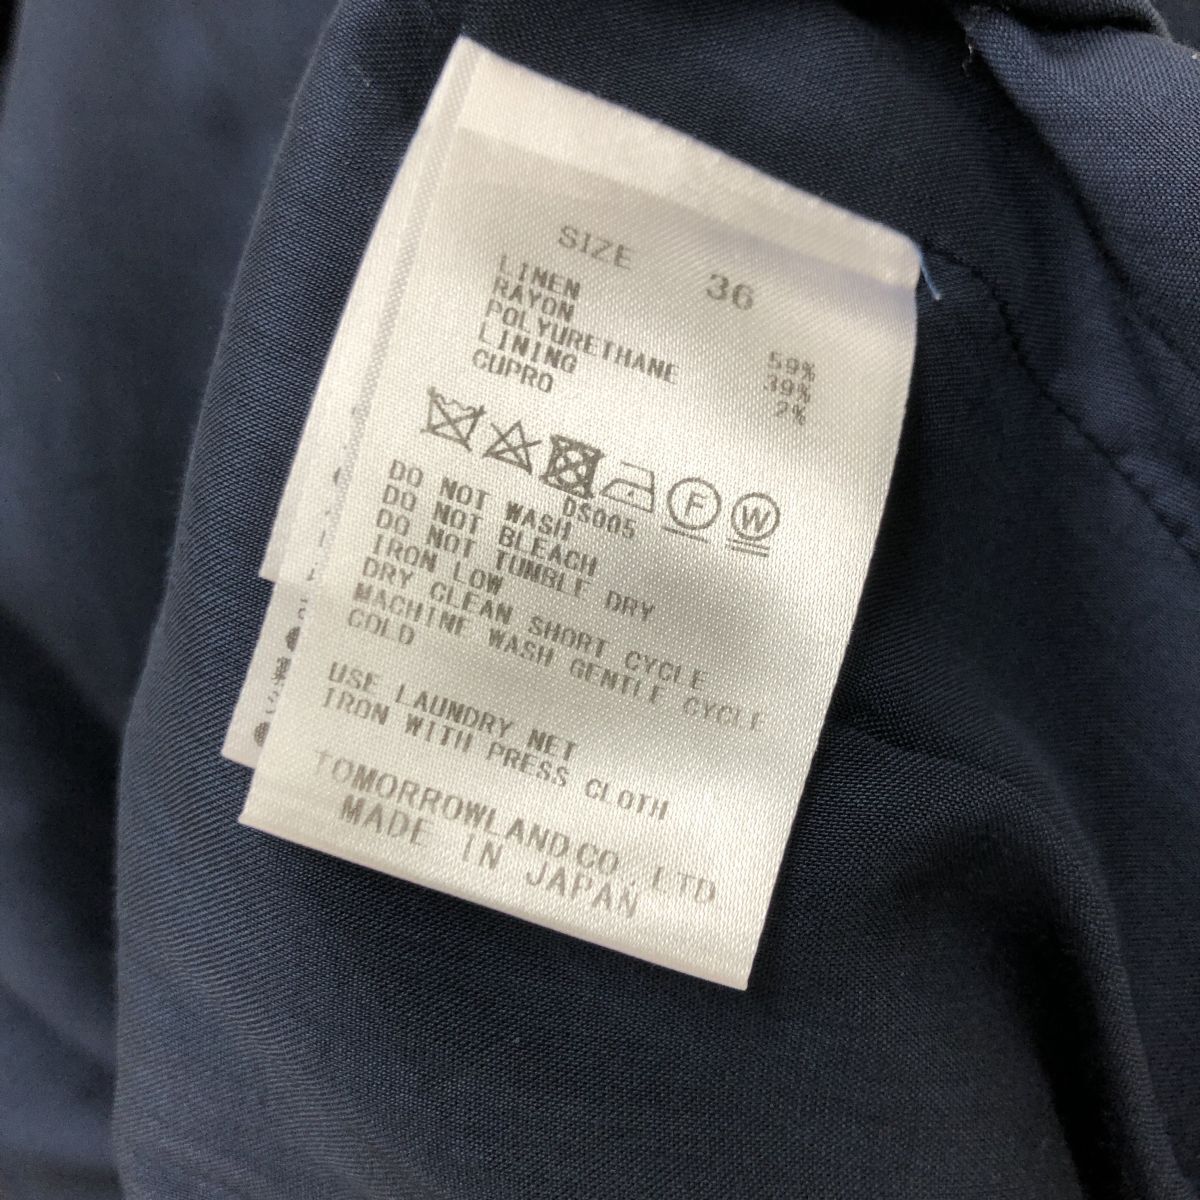 SIZE 36
LINEN 59%
RAYON 39%
POLYURETHANE 2%
LINING
CUPRO
F W
DS005
DO NOT WASH
DO NOT BLEACH
DO NOT TUMBLE DRY
IRON LOW
DRY CLEAN SHORT CYCLE
MACHINE WASH GENTLE CYCLE
COLD
USE LAUNDRY NET
IRON WITH PRESS CLOTH
TOMORROWLAND CO., LTD.
MADE IN JAPAN